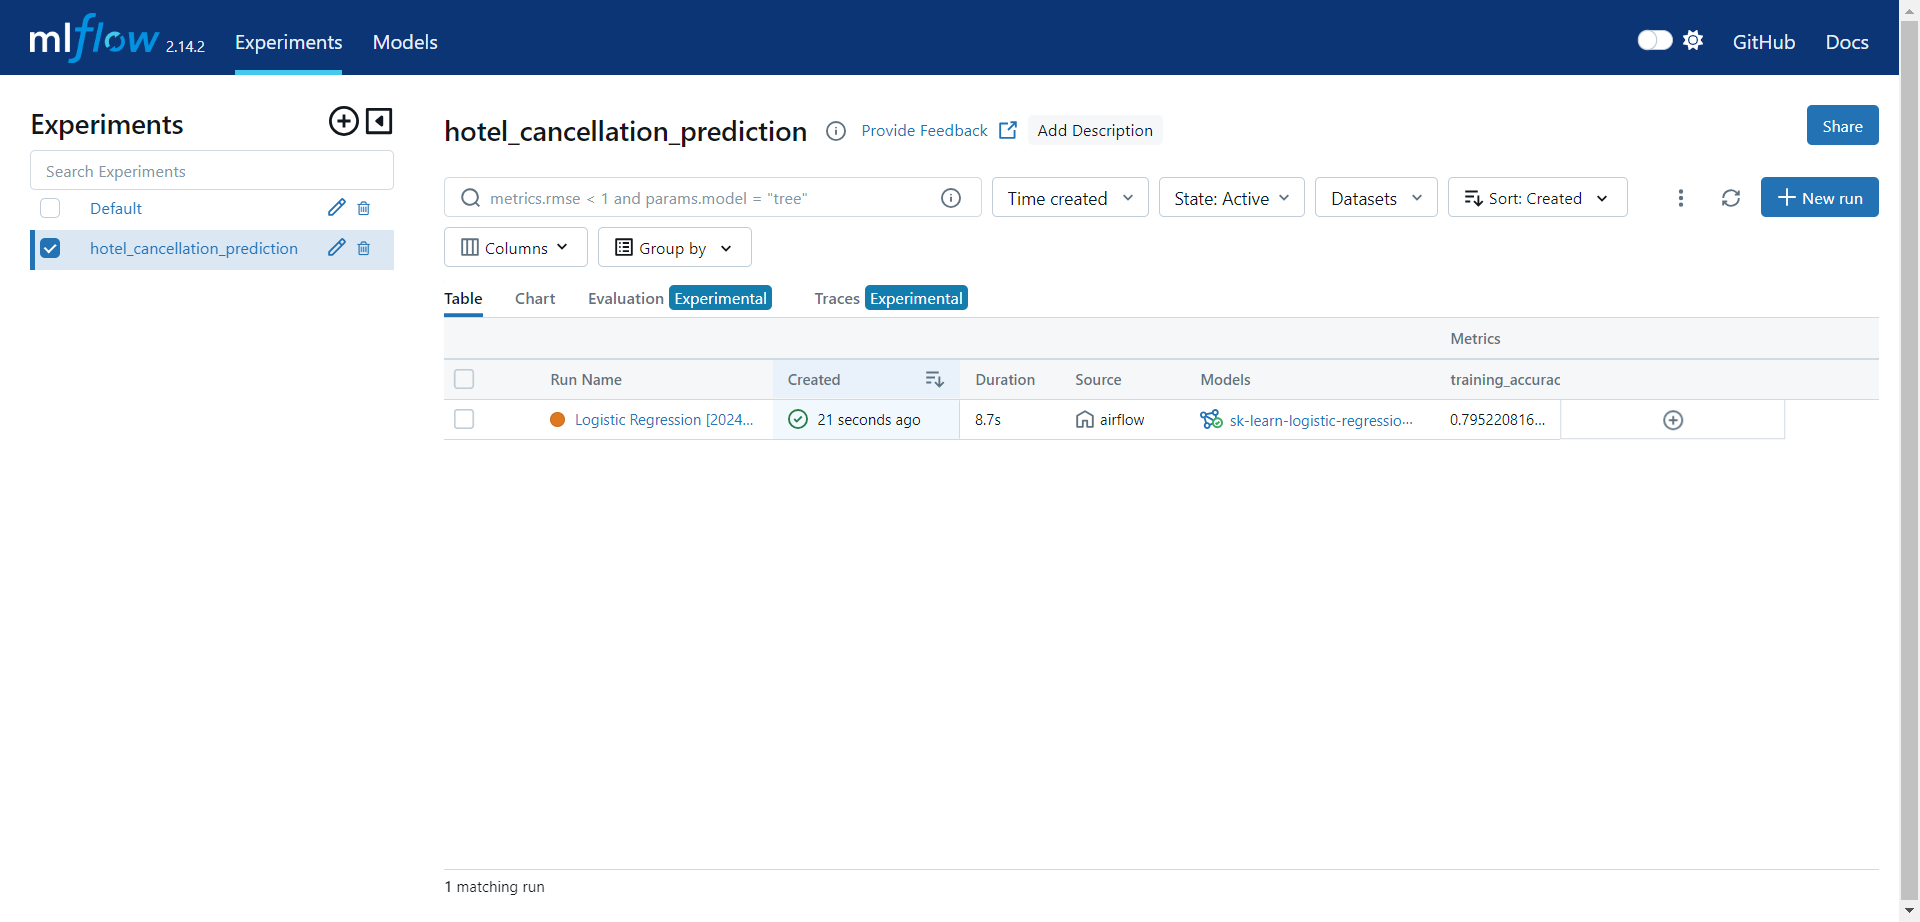 mlflow 2.14.2 Experiments Models GitHub Docs
Experiments
Search Experiments
Default
hotel_cancellation_prediction
hotel_cancellation_prediction Provide Feedback Add Description Share
metrics.rmse < 1 and params.model = "tree" Time created State: Active Datasets Sort: Created New run
Columns Group by
Table Chart Evaluation Experimental Traces Experimental
Metrics
Run Name Created Duration Source Models training_accurac
Logistic Regression [2024... 21 seconds ago 8.7s airflow sk-learn-logistic-regressio... 0.795220816...
1 matching run